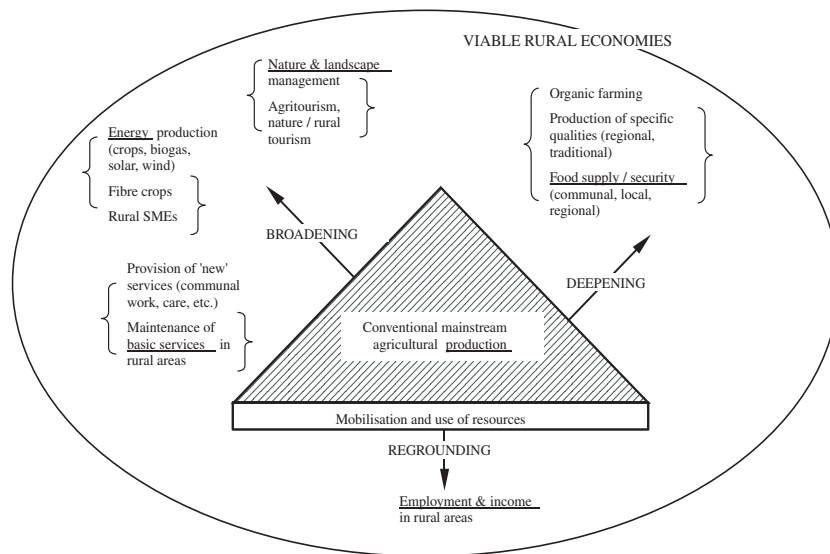 VIABLE RURAL ECONOMIES
Nature & landscape
management
Agritourism,
nature / rural
tourism
Organic farming
Production of specific
qualities (regional,
traditional)
Food supply / security
(communal, local,
regional)
Energy production
(crops, biogas,
solar, wind)
Fibre crops
Rural SMEs
BROADENING
DEEPENING
Provision of 'new'
services (communal
work, care, etc.)
Maintenance of
basic services in
rural areas
Conventional mainstream
agricultural production
Mobilisation and use of resources
REGROUNDING
Employment & income
in rural areas